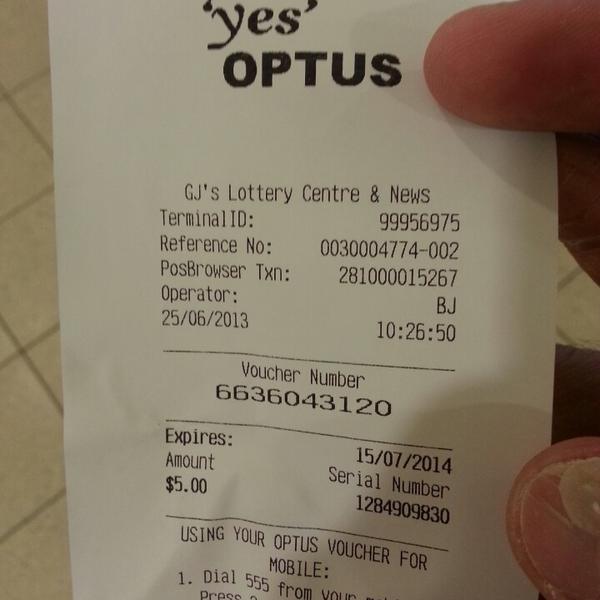 'yes'
OPTUS
GJ's Lottery Centre & News
TerminalID: 99956975
Reference No: 0030004774-002
PosBrowser Txn: 281000015267
Operator: BJ
25/06/2013 10:26:50
Voucher Number
6636043120
Expires: 15/07/2014
Amount Serial Number
$5.00 1284909830
USING YOUR OPTUS VOUCHER FOR
MOBILE:
1. Dial 555 from your
Press